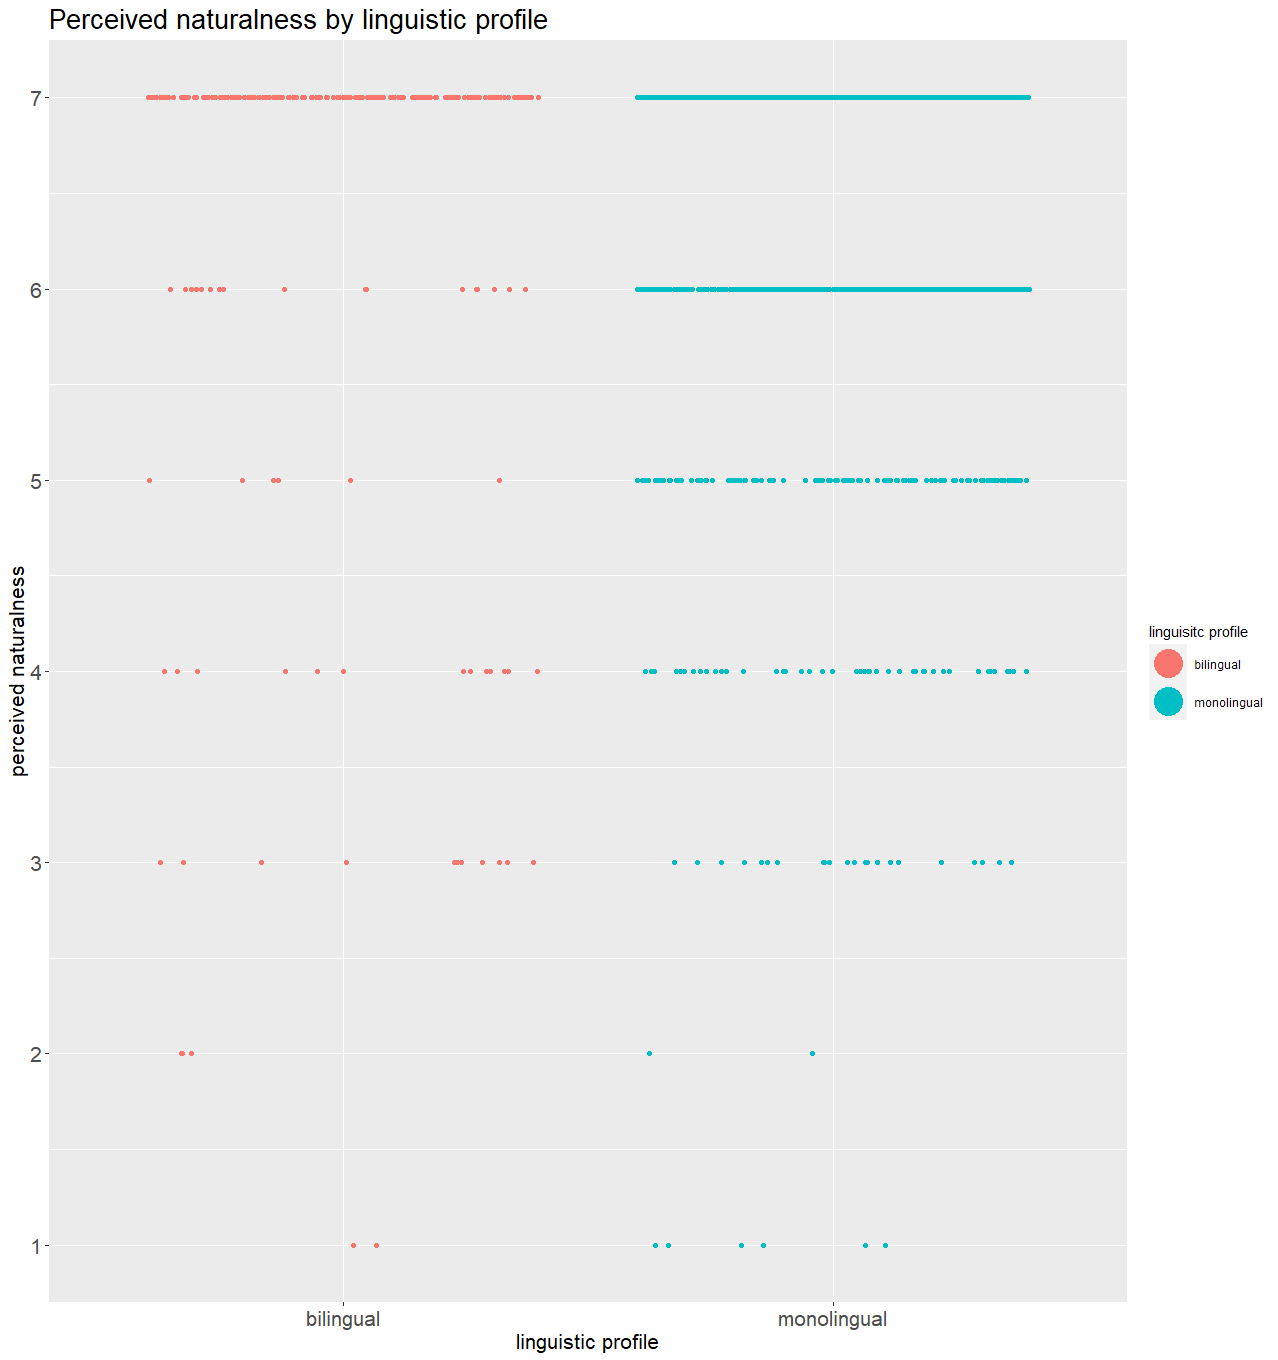 Perceived naturalness by linguistic profile
7
6
5
4
3
2
1
perceived naturalness
bilingual
monolingual
linguistic profile
linguisitc profile
bilingual
monolingual